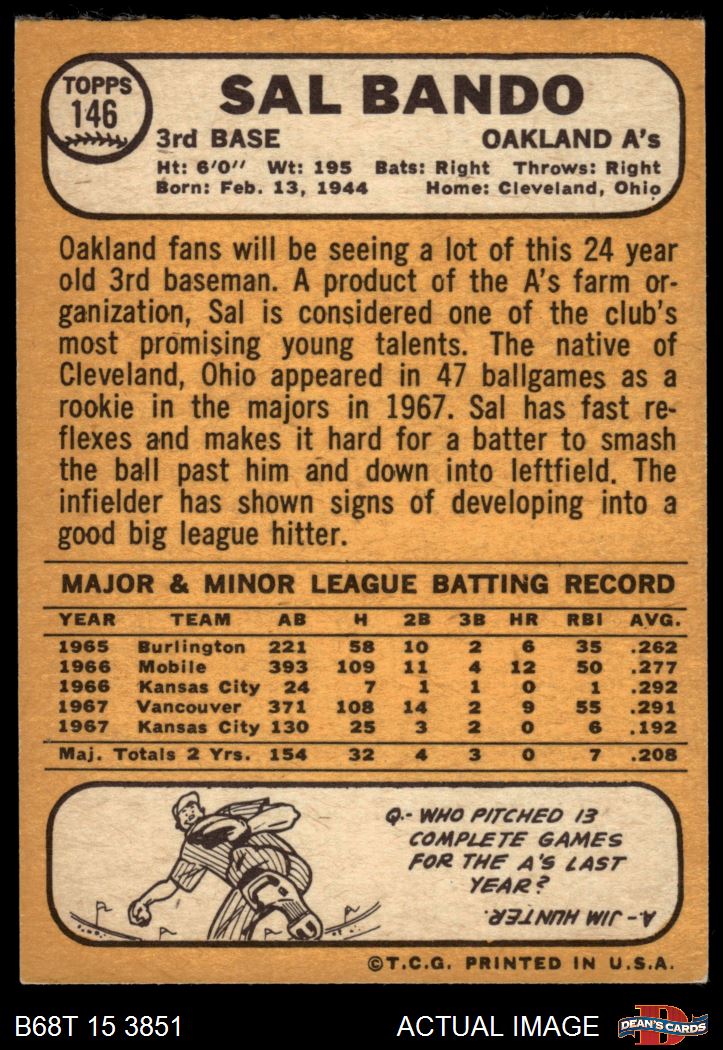 TOPPS
146
SAL BANDO
3rd BASE OAKLAND A's
Ht: 6'0" Wt: 195 Bats: Right Throws: Right
Born: Feb. 13, 1944 Home: Cleveland, Ohio
Oakland fans will be seeing a lot of this 24 year
old 3rd baseman. A product of the A's farm or-
ganization, Sal is considered one of the club's
most promising young talents. The native of
Cleveland, Ohio appeared in 47 ballgames as a
rookie in the majors in 1967. Sal has fast re-
flexes and makes it hard for a batter to smash
the ball past him and down into leftfield. The
infielder has shown signs of developing into a
good big league hitter.
MAJOR & MINOR LEAGUE BATTING RECORD
YEAR TEAM AB H 2B 3B HR RBI AVG.
1965 Burlington 221 58 10 2 6 35 .262
1966 Mobile 393 109 11 4 12 50 .277
1966 Kansas City 24 7 1 1 0 1 .292
1967 Vancouver 371 108 14 2 9 55 .291
1967 Kansas City 130 25 3 2 0 6 .192
Maj. Totals 2 Yrs. 154 32 4 3 0 7 .208
Q.- WHO PITCHED 13
COMPLETE GAMES
FOR THE A'S LAST
YEAR?
A.- JIM HUNTER.
©T.C.G. PRINTED IN U.S.A.
B68T 15 3851 ACTUAL IMAGE DEAN'S CARDS